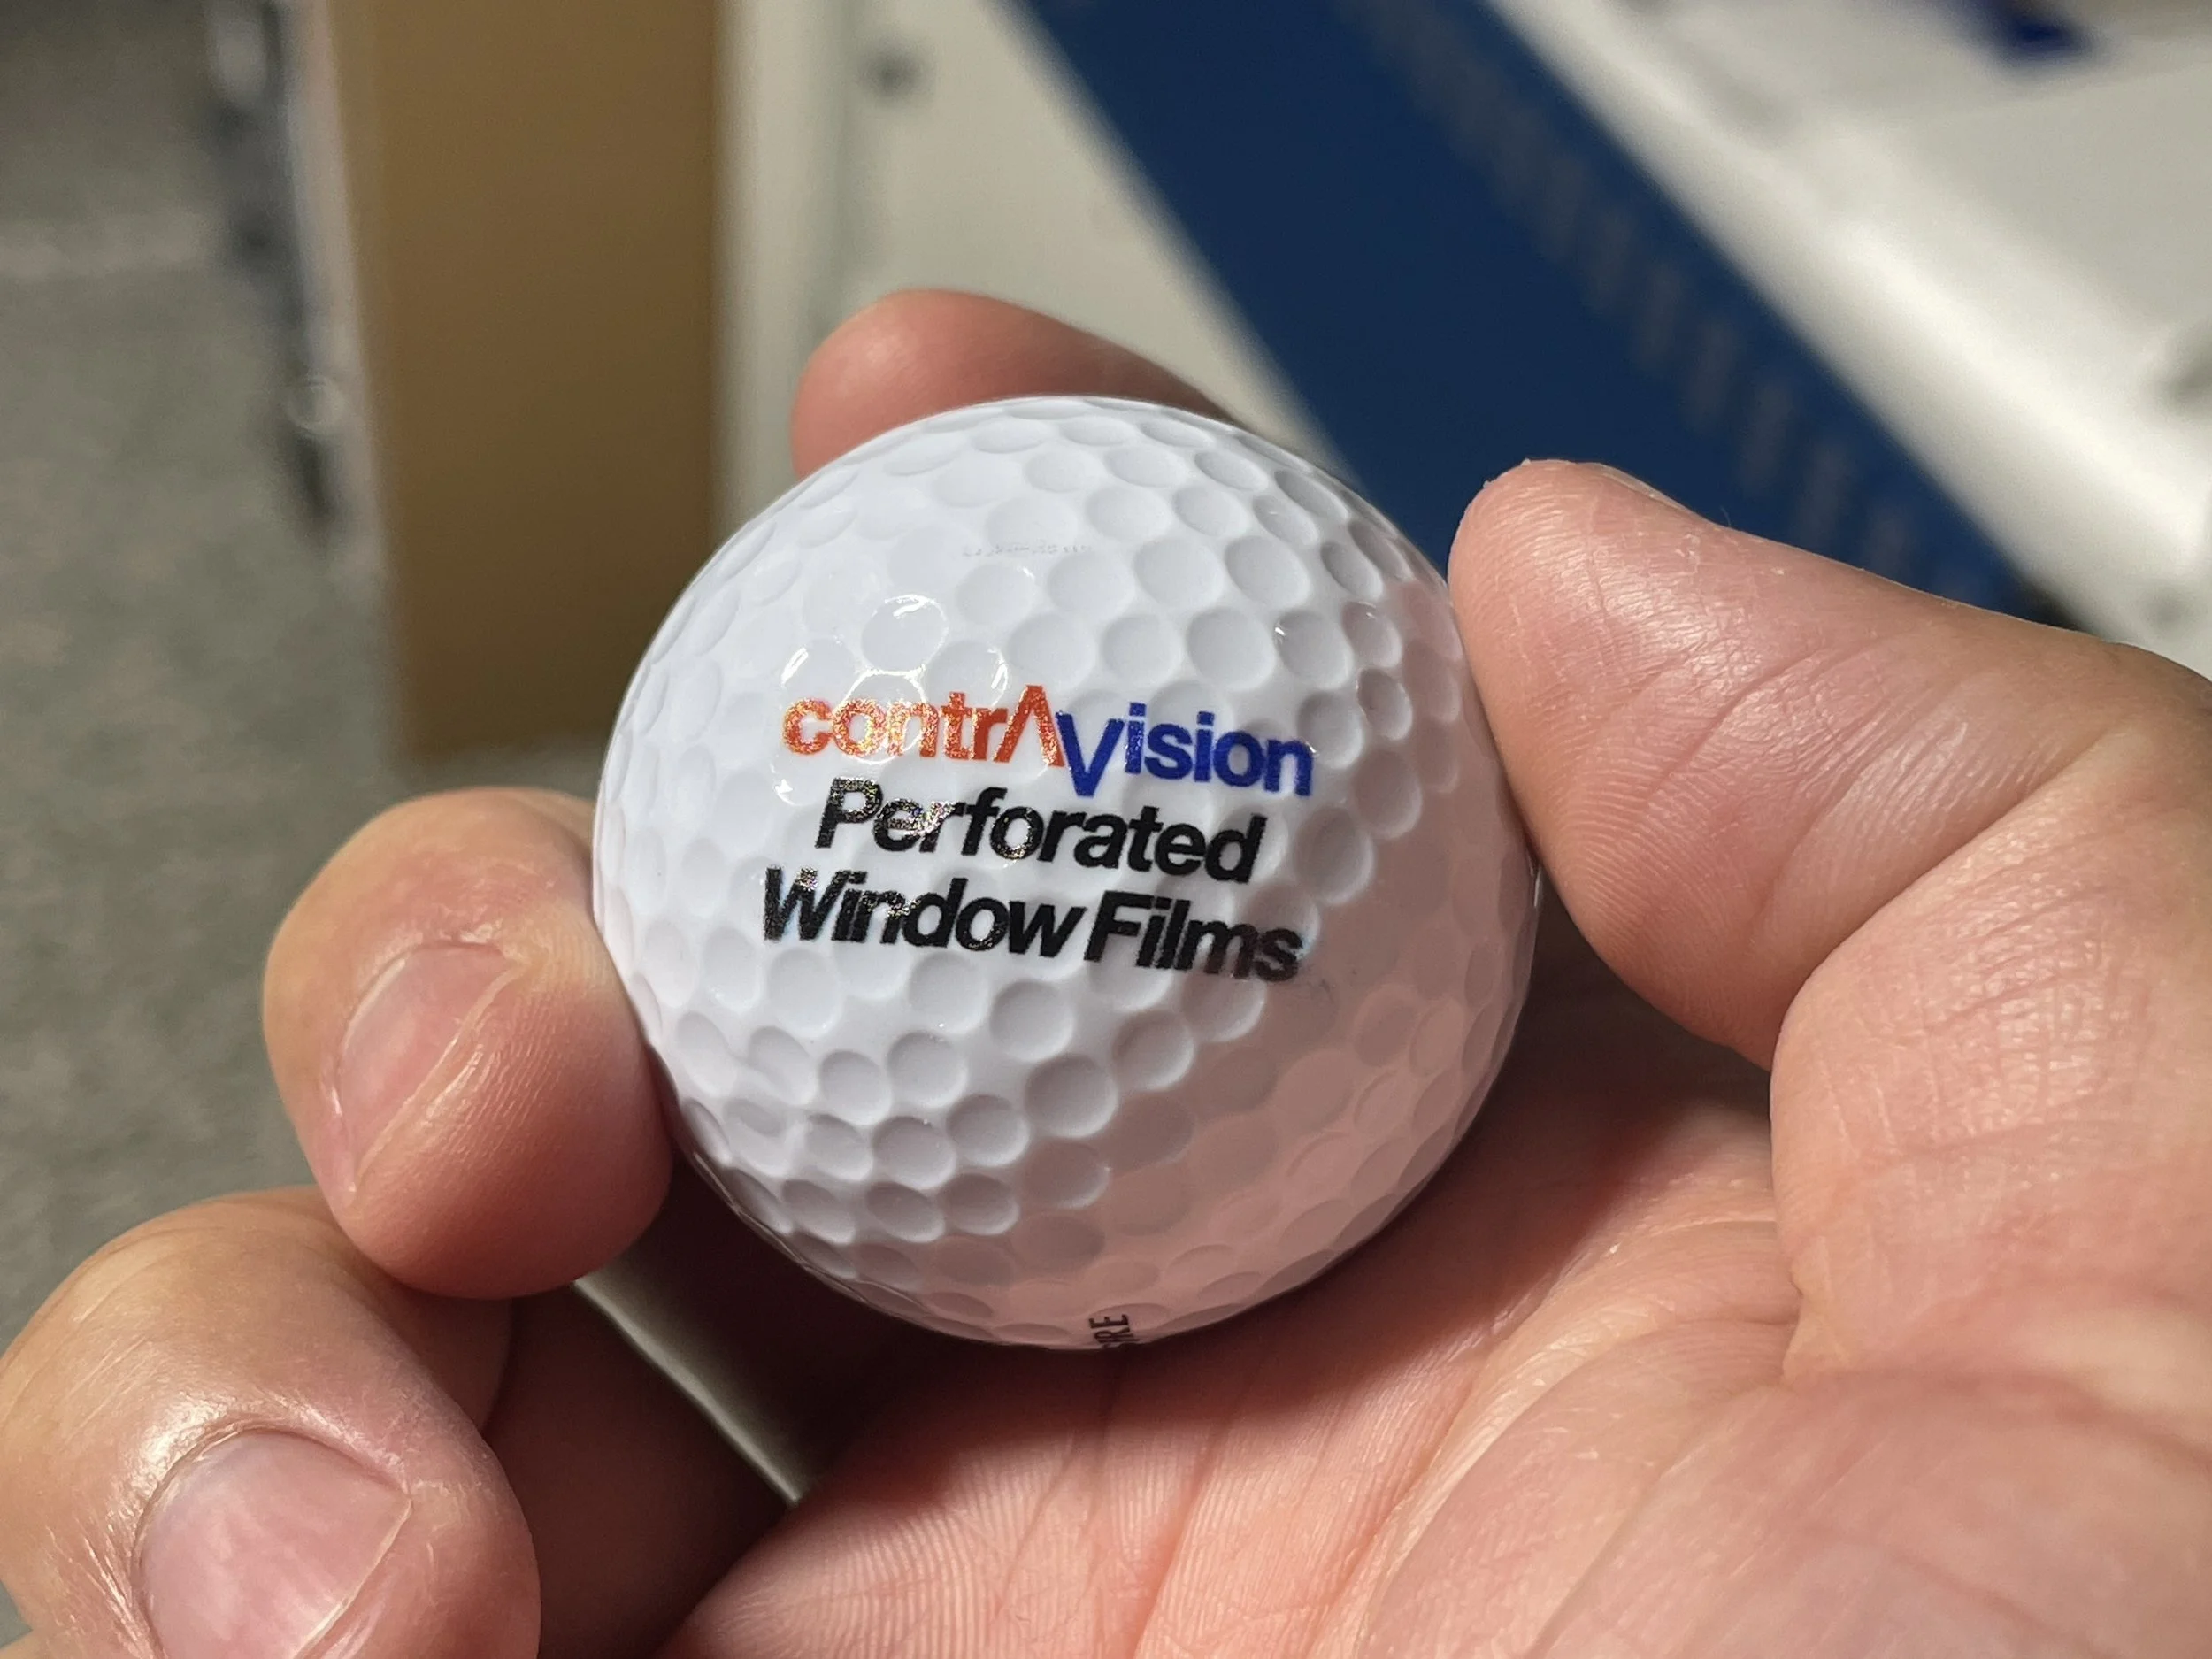 contrAVision
Perforated
Window Films